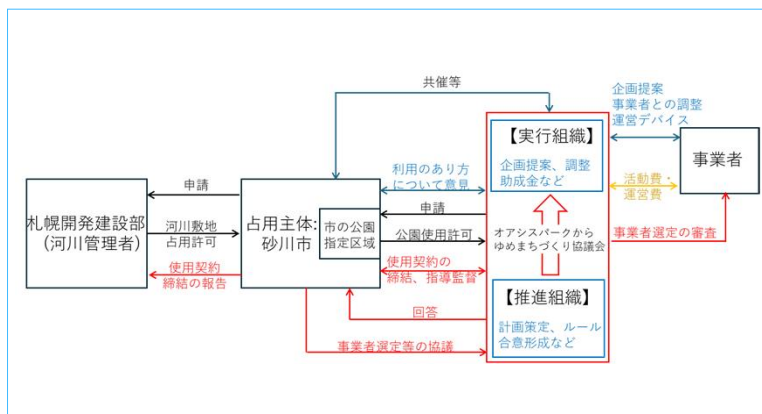 共催等
企画提案
事業者との調整
運営デバイス
【実行組織】
企画提案、調整
助成金など
事業者
利用のあり方
について意見
活動費・
運営費
申請
札幌開発建設部
（河川管理者）
河川敷地
占用許可
占用主体:
砂川市
市の公園
指定区域
申請
公園使用許可
オアシスパークから
ゆめまちづくり協議会
事業者選定の審査
使用契約
締結の報告
使用契約の
締結、指導監督
【推進組織】
計画策定、ルール
合意形成など
回答
事業者選定等の協議